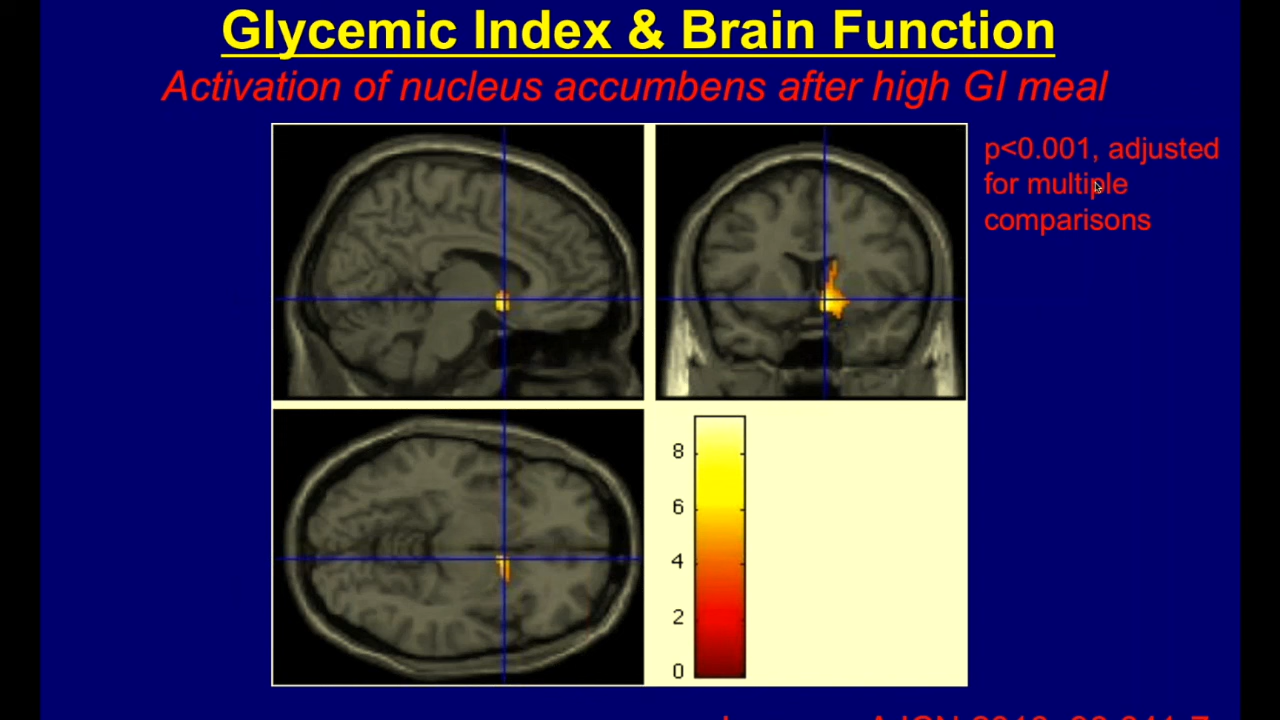 Glycemic Index & Brain Function
Activation of nucleus accumbens after high GI meal
p<0.001, adjusted
for multiple
comparisons
8
6
4
2
0